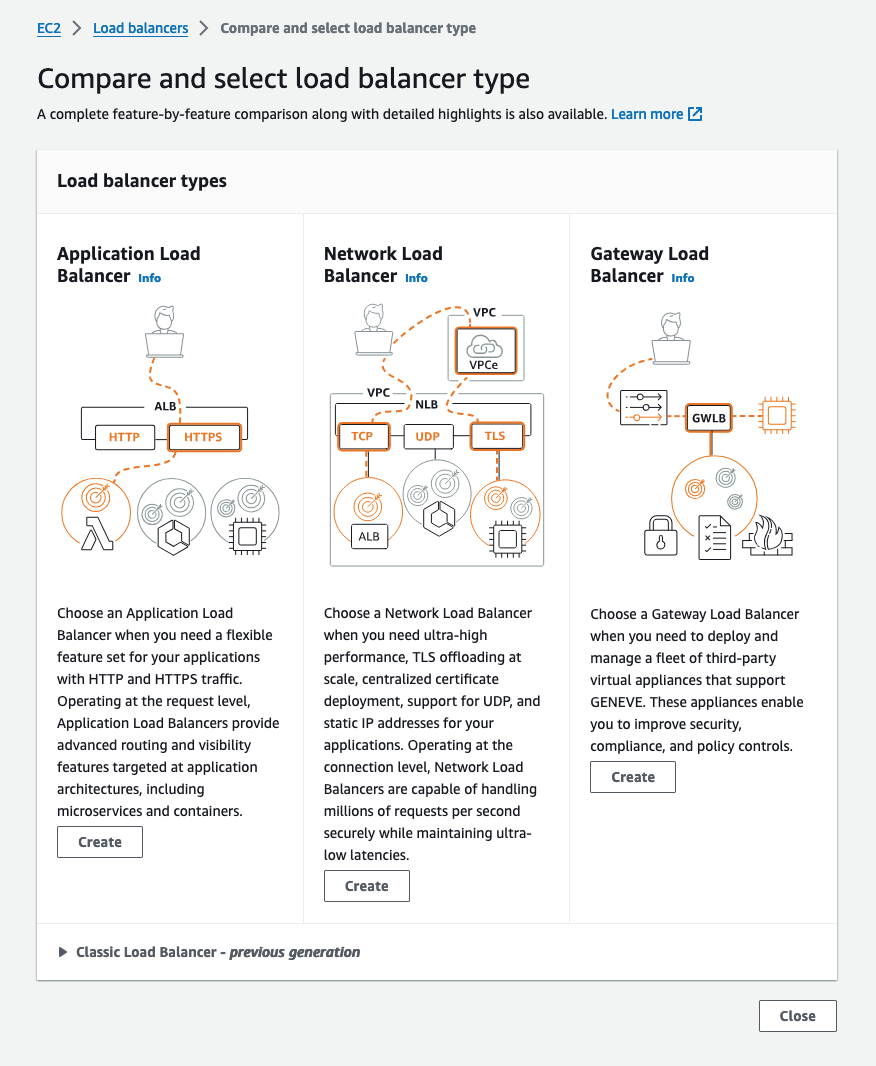 EC2 > Load balancers > Compare and select load balancer type
Compare and select load balancer type
A complete feature-by-feature comparison along with detailed highlights is also available. Learn more
Load balancer types
Application Load
Balancer Info
ALB
HTTP
HTTPS
Choose an Application Load
Balancer when you need a flexible
feature set for your applications
with HTTP and HTTPS traffic.
Operating at the request level,
Application Load Balancers provide
advanced routing and visibility
features targeted at application
architectures, including
microservices and containers.
Create
Network Load
Balancer Info
VPC
VPCe
VPC
NLB
TCP
UDP
TLS
ALB
Choose a Network Load Balancer
when you need ultra-high
performance, TLS offloading at
scale, centralized certificate
deployment, support for UDP, and
static IP addresses for your
applications. Operating at the
connection level, Network Load
Balancers are capable of handling
millions of requests per second
securely while maintaining ultra-
low latencies.
Create
Gateway Load
Balancer Info
GWLB
Choose a Gateway Load Balancer
when you need to deploy and
manage a fleet of third-party
virtual appliances that support
GENEVE. These appliances enable
you to improve security,
compliance, and policy controls.
Create
Classic Load Balancer - previous generation
Close